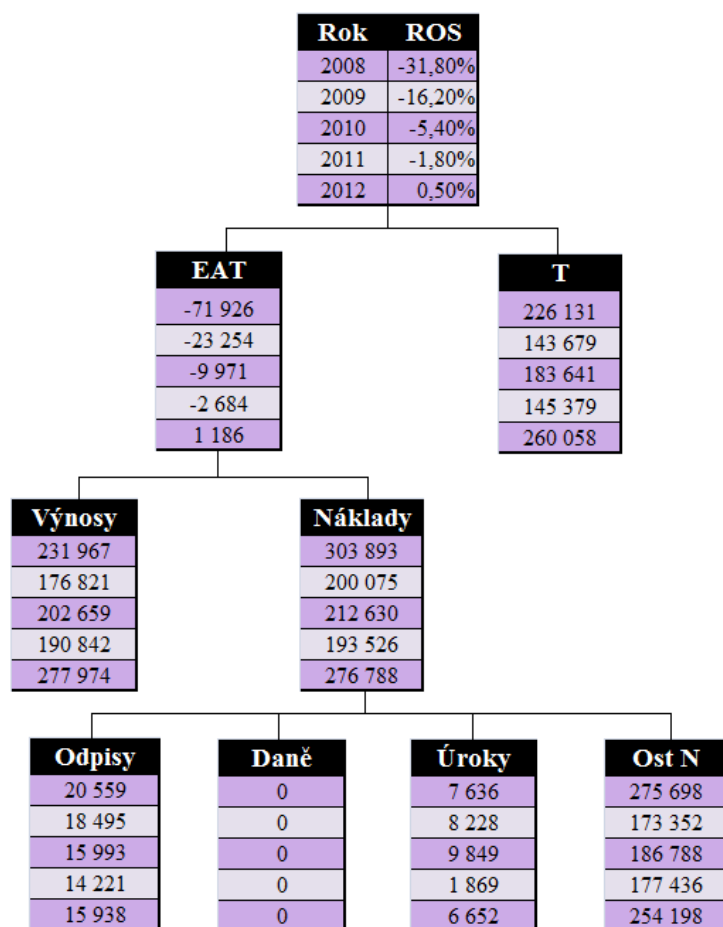 Rok ROS
2008 -31,80%
2009 -16,20%
2010 -5,40%
2011 -1,80%
2012 0,50%
EAT T
-71 926 226 131
-23 254 143 679
-9 971 183 641
-2 684 145 379
1 186 260 058
Výnosy Náklady
231 967 303 893
176 821 200 075
202 659 212 630
190 842 193 526
277 974 276 788
Odpisy Daně Úroky Ost N
20 559 0 7 636 275 698
18 495 0 8 228 173 352
15 993 0 9 849 186 788
14 221 0 1 869 177 436
15 938 0 6 652 254 198